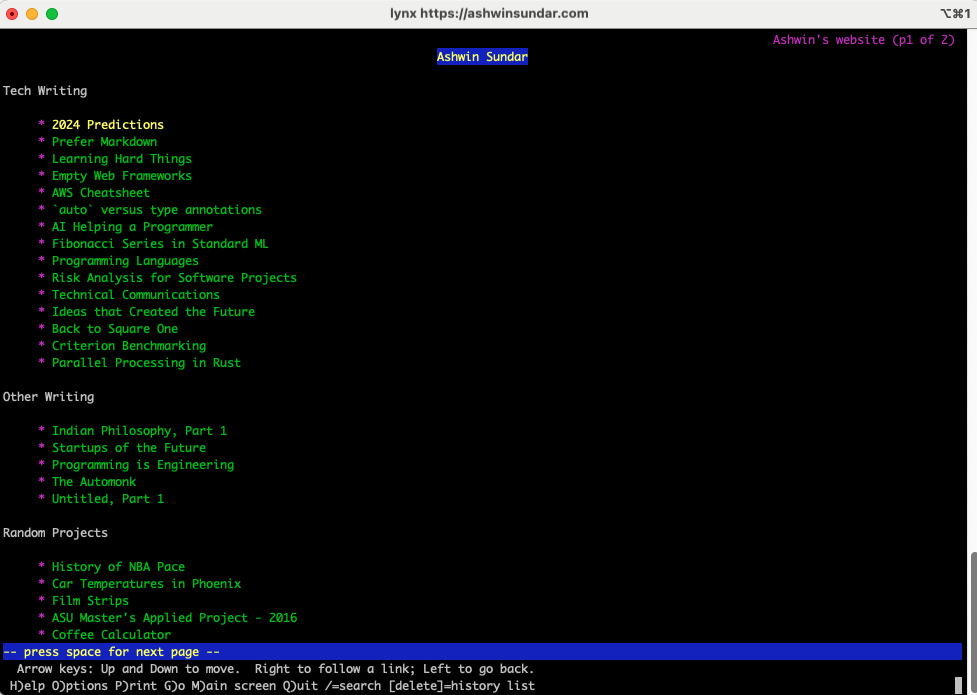 lynx https://ashwinsundar.com ⌥⌘1
Ashwin's website (p1 of 2)
Ashwin Sundar
Tech Writing
* 2024 Predictions
* Prefer Markdown
* Learning Hard Things
* Empty Web Frameworks
* AWS Cheatsheet
* `auto` versus type annotations
* AI Helping a Programmer
* Fibonacci Series in Standard ML
* Programming Languages
* Risk Analysis for Software Projects
* Technical Communications
* Ideas that Created the Future
* Back to Square One
* Criterion Benchmarking
* Parallel Processing in Rust
Other Writing
* Indian Philosophy, Part 1
* Startups of the Future
* Programming is Engineering
* The Automonk
* Untitled, Part 1
Random Projects
* History of NBA Pace
* Car Temperatures in Phoenix
* Film Strips
* ASU Master's Applied Project - 2016
* Coffee Calculator
-- press space for next page --
Arrow keys: Up and Down to move.  Right to follow a link; Left to go back.
H)elp O)ptions P)rint G)o M)ain screen Q)uit /=search [delete]=history list